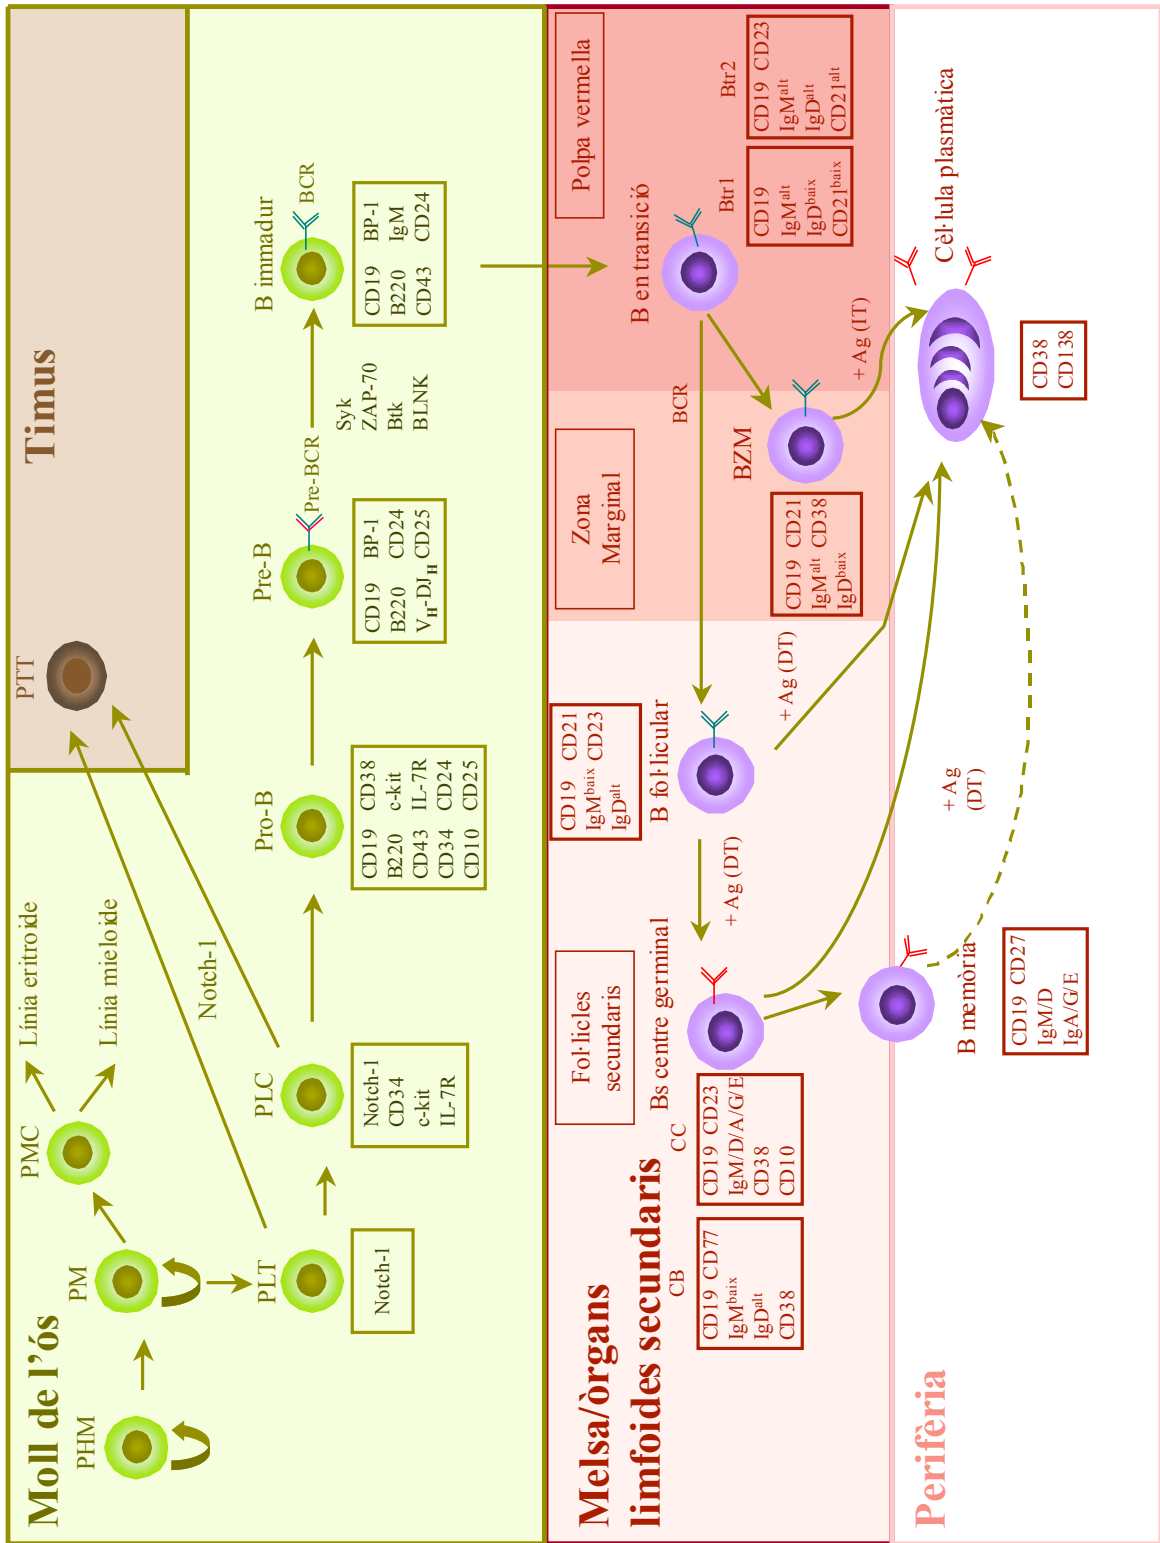 Moll de l'ós
Timus
PHM
PM
PMC
Línia eritroide
Línia mieloide
PTT
Notch-1
PLT
Notch-1
PLC
Notch-1
CD34
c-kit
IL-7R
Pro-B
CD19 CD38
B220 c-kit
CD43 IL-7R
CD34 CD24
CD10 CD25
Pre-B
Pre-BCR
CD19 BP-1
B220 CD24
VH-DJH CD25
Syk
ZAP-70
Btk
BLNK
B immadur
BCR
CD19 BP-1
B220 IgM
CD43 CD24
Melsa/òrgans
limfoides secundaris
Fol·licles
secundaris
Zona
Marginal
Polpa vermella
Bs centre germinal
CB
CD19 CD77
IgMbaix
IgDalt
CD38
CC
CD19 CD23
IgM/D/A/G/E
CD38
CD10
+ Ag (DT)
B fol·licular
CD19 CD21
IgMbaix CD23
IgDalt
+ Ag (DT)
BCR
BZM
CD19 CD21
IgMalt CD38
IgDbaix
B en transició
Btr1
CD19
IgMalt
IgDbaix
CD21baix
Btr2
CD19 CD23
IgMalt
IgDalt
CD21alt
+ Ag (IT)
Perifèria
B memòria
CD19 CD27
IgM/D
IgA/G/E
+ Ag
(DT)
Cèl·lula plasmàtica
CD38
CD138